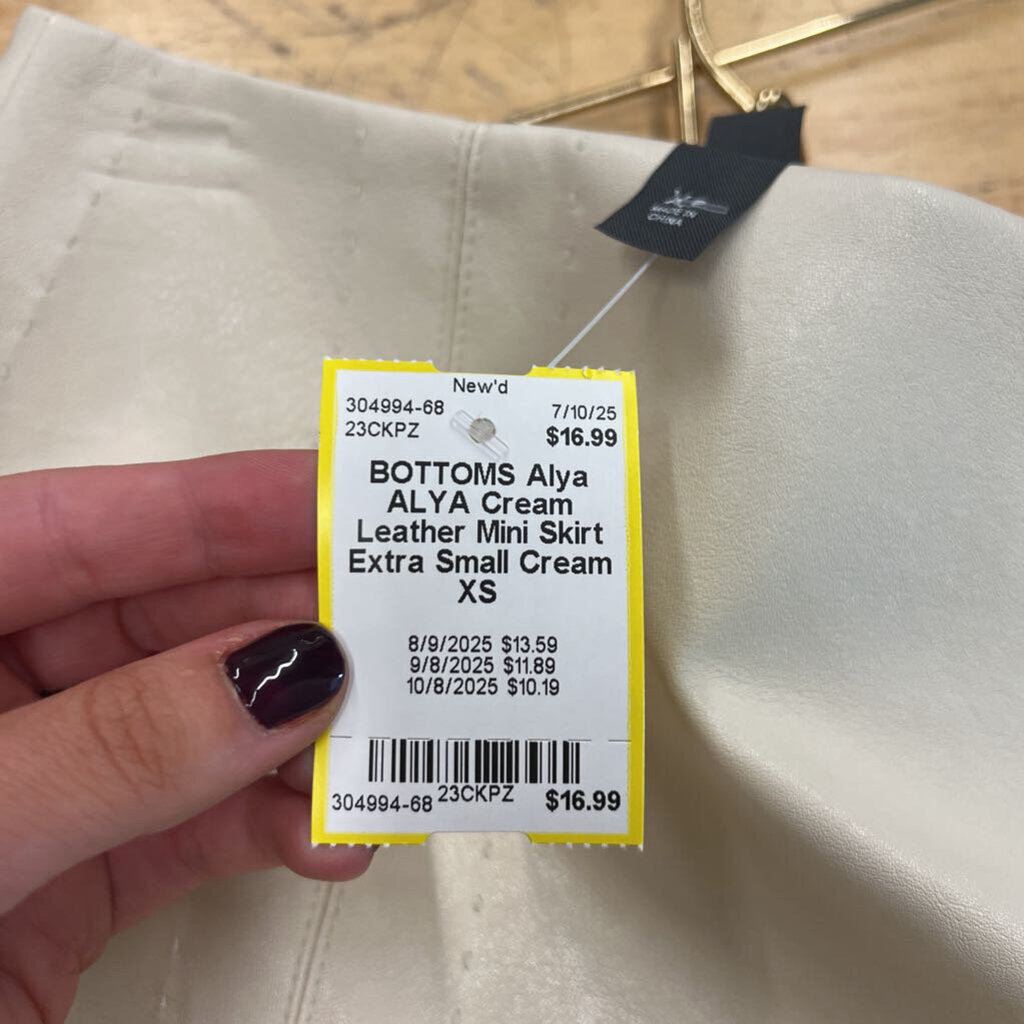 MADE IN
CHINA
New'd
304994-68
7/10/25
23CKPZ
$16.99
BOTTOMS Alya
ALYA Cream
Leather Mini Skirt
Extra Small Cream
XS
8/9/2025 $13.59
9/8/2025 $11.89
10/8/2025 $10.19
304994-68 23CKPZ $16.99